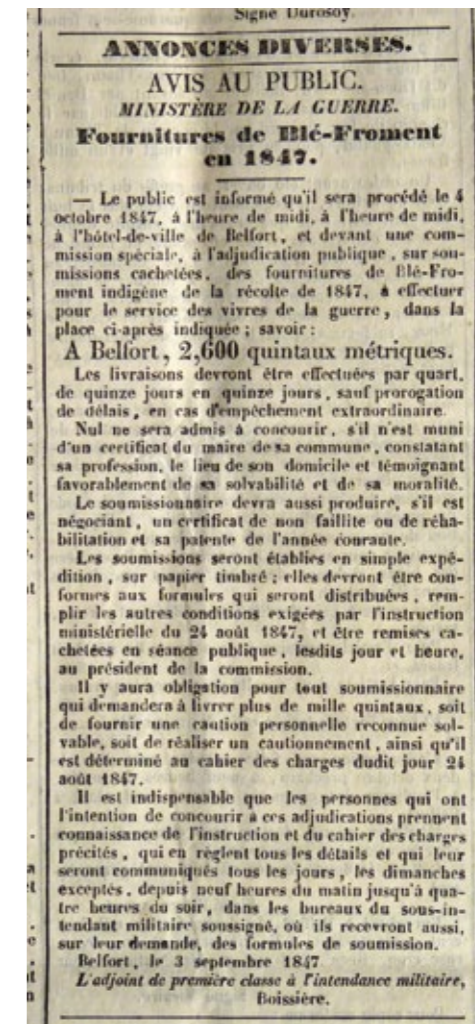 Signé Durosoy.
ANNONCES DIVERSES.
AVIS AU PUBLIC.
MINISTÈRE DE LA GUERRE.
Fournitures de Blé-Froment
en 1847.
— Le public est informé qu'il sera procédé le 4
octobre 1847, à l'heure de midi, à l'heure de midi,
à l'hôtel-de-ville de Belfort, et devant une com-
mission spéciale, à l'adjudication publique, sur sou-
missions cachetées, des fournitures de Blé-Fro-
ment indigène de la récolte de 1847, à effectuer
pour le service des vivres de la guerre, dans la
place ci-après indiquée ; savoir :
A Belfort, 2,600 quintaux métriques.
Les livraisons devront être effectuées par quart,
de quinze jours en quinze jours, sauf prorogation
de délais, en cas d'empêchement extraordinaire.
Nul ne sera admis à concourir, s'il n'est muni
d'un certificat du maire de sa commune, constatant
sa profession, le lieu de son domicile et témoignant
favorablement de sa solvabilité et de sa moralité.
Le soumissionnaire devra aussi produire, s'il est
négociant, un certificat de non faillite ou de réha-
bilitation et sa patente de l'année courante.
Les soumissions seront établies en simple expé-
dition, sur papier timbré ; elles devront être con-
formes aux formules qui seront distribuées, rem-
plir les autres conditions exigées par l'instruction
ministérielle du 24 août 1847, et être remises ca-
chetées en séance publique, lesdits jour et heure,
au président de la commission.
Il y aura obligation pour tout soumissionnaire
qui demandera à livrer plus de mille quintaux, soit
de fournir une caution personnelle reconnue sol-
vable, soit de réaliser un cautionnement, ainsi qu'il
est déterminé au cahier des charges dudit jour 24
août 1847.
Il est indispensable que les personnes qui ont
l'intention de concourir à ces adjudications prennent
connaissance de l'instruction et du cahier des charges
précités, qui en règlent tous les détails et qui leur
seront communiqués tous les jours, les dimanches
exceptés, depuis neuf heures du matin jusqu'à qua-
tre heures du soir, dans les bureaux du sous-in-
tendant militaire soussigné, où ils recevront aussi,
sur leur demande, des formules de soumission.
Belfort, le 3 septembre 1847
L'adjoint de première classe à l'intendance militaire,
Boissière.